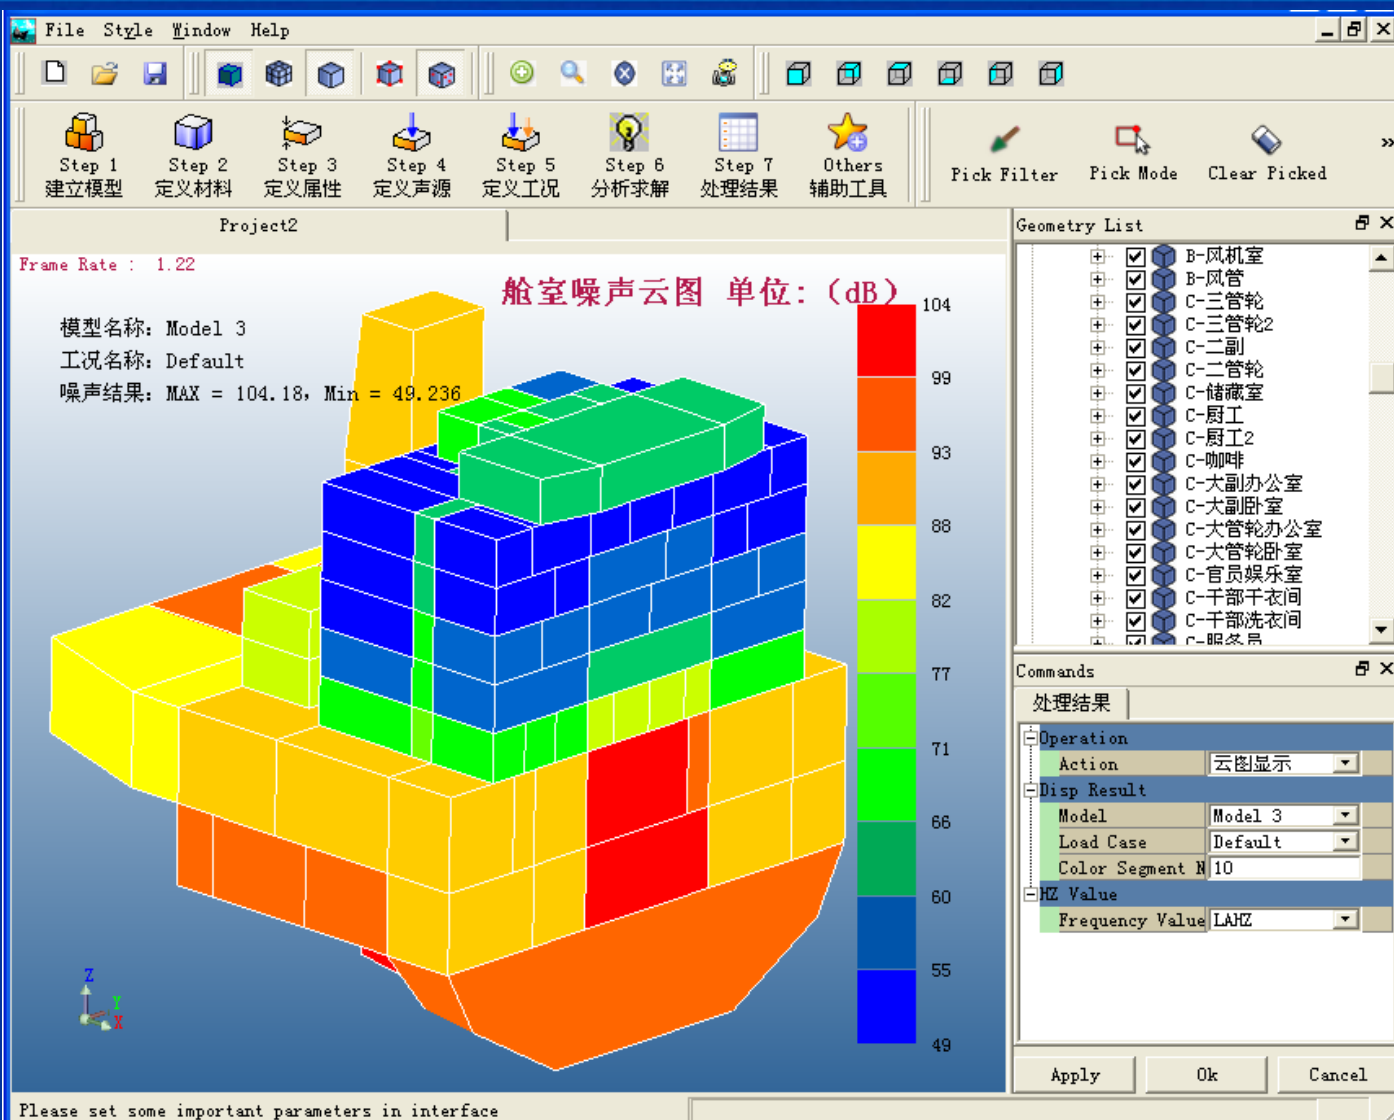 File Style Window Help
Step 1 Step 2 Step 3 Step 4 Step 5 Step 6 Step 7 Others
建立模型 定义材料 定义属性 定义声源 定义工况 分析求解 处理结果 辅助工具
Pick Filter Pick Mode Clear Picked
Project2
Frame Rate : 1.22
舱室噪声云图 单位:（dB）
模型名称: Model 3
工况名称: Default
噪声结果: MAX = 104.18, Min = 49.236
104
99
93
88
82
77
71
66
60
55
49
Z
Y
X
Geometry List
B-风机室
B-风管
C-三管轮
C-三管轮2
C-二副
C-二管轮
C-储藏室
C-厨工
C-厨工2
C-咖啡
C-大副办公室
C-大副卧室
C-大管轮办公室
C-大管轮卧室
C-官员娱乐室
C-干部干衣间
C-干部洗衣间
C-服务员
Commands
处理结果
Operation
Action 云图显示
Disp Result
Model Model 3
Load Case Default
Color Segment N 10
HZ Value
Frequency Value LAHZ
Apply Ok Cancel
Please set some important parameters in interface